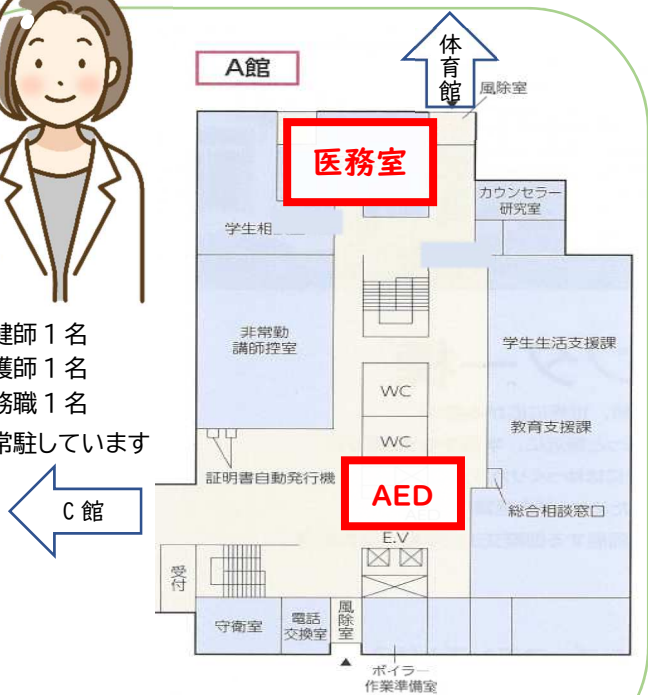 体育館
A館
風除室
医務室
カウンセラー
研究室
学生相
非常勤
講師控室
学生生活支援課
健師1名
護師1名
務職1名
常駐しています
WC
WC
教育支援課
証明書自動発行機
AED
総合相談窓口
C館
E.V
受付
守衛室
電話
交換室
風除室
ボイラー
作業準備室